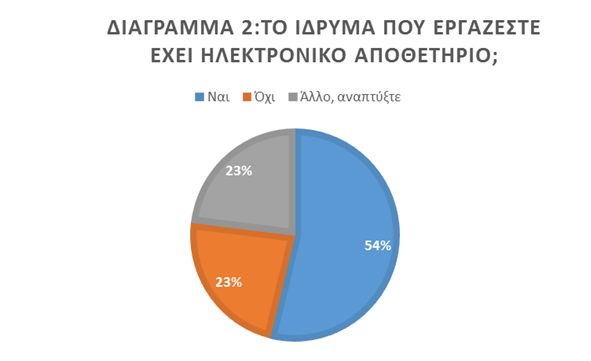 ΔΙΑΓΡΑΜΜΑ 2:ΤΟ ΙΔΡΥΜΑ ΠΟΥ ΕΡΓΑΖΕΣΤΕ
ΕΧΕΙ ΗΛΕΚΤΡΟΝΙΚΟ ΑΠΟΘΕΤΗΡΙΟ;
Ναι Όχι Άλλο, αναπτύξτε
23%
54%
23%